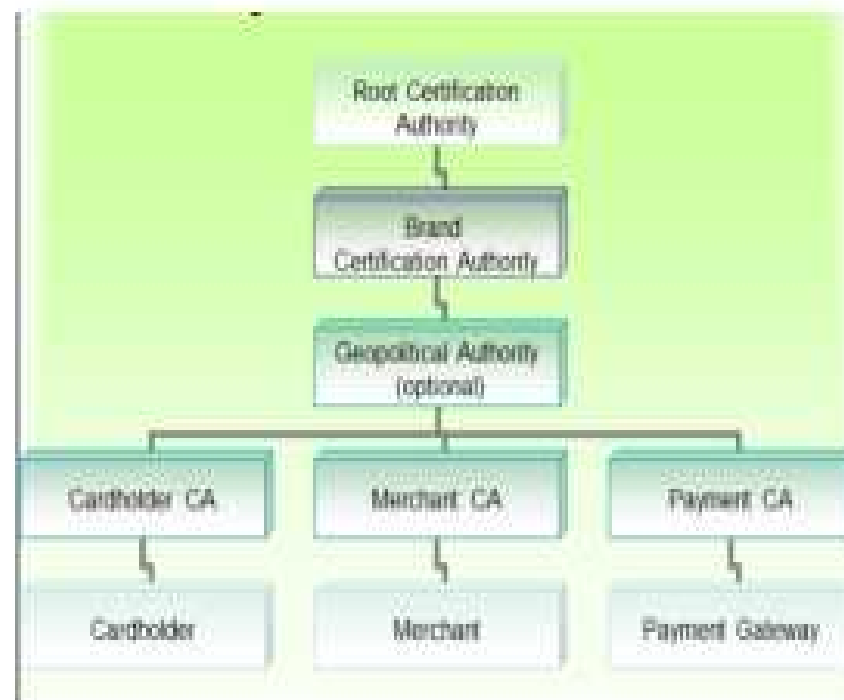 Root Certification
Authority
Brand
Certification Authority
Geopolitical Authority
(optional)
Cardholder CA
Merchant CA
Payment CA
Cardholder
Merchant
Payment Gateway